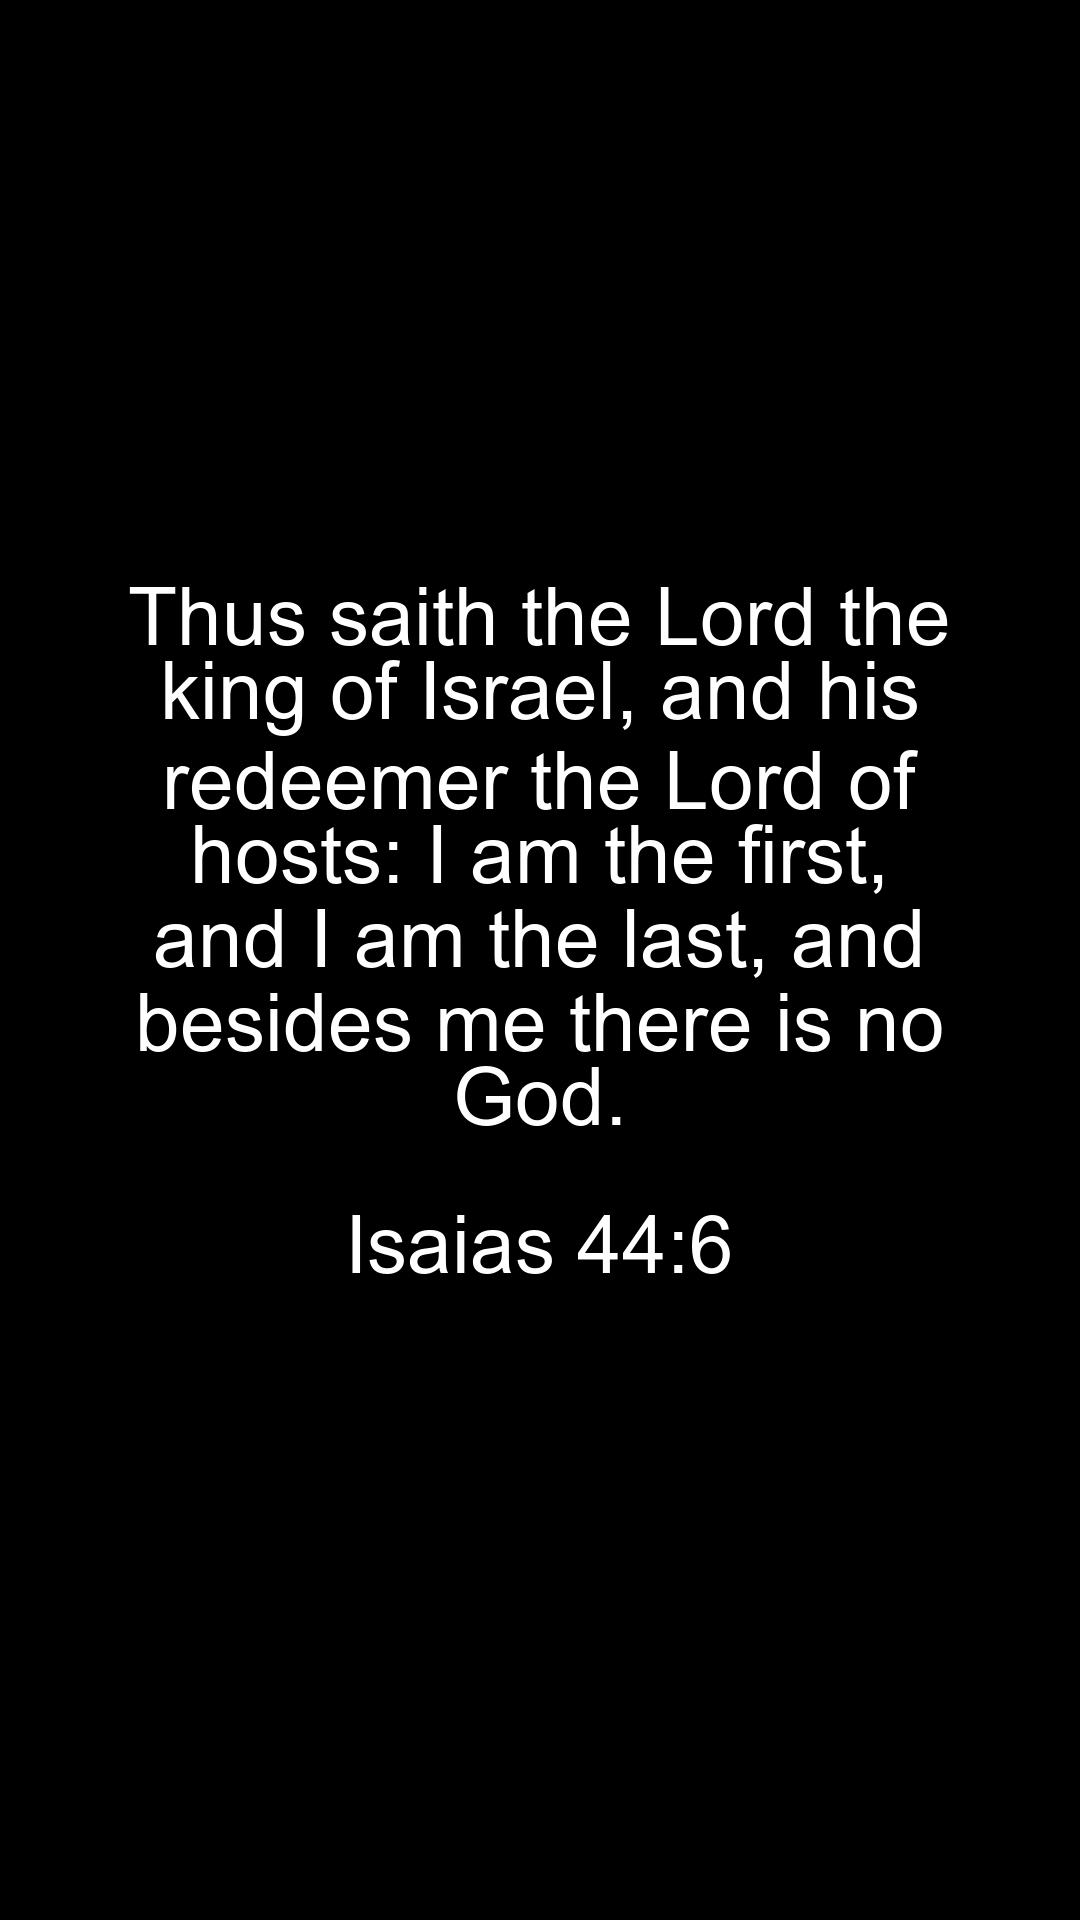 Thus saith the Lord the
king of Israel, and his
redeemer the Lord of
hosts: I am the first,
and I am the last, and
besides me there is no
God.
Isaias 44:6